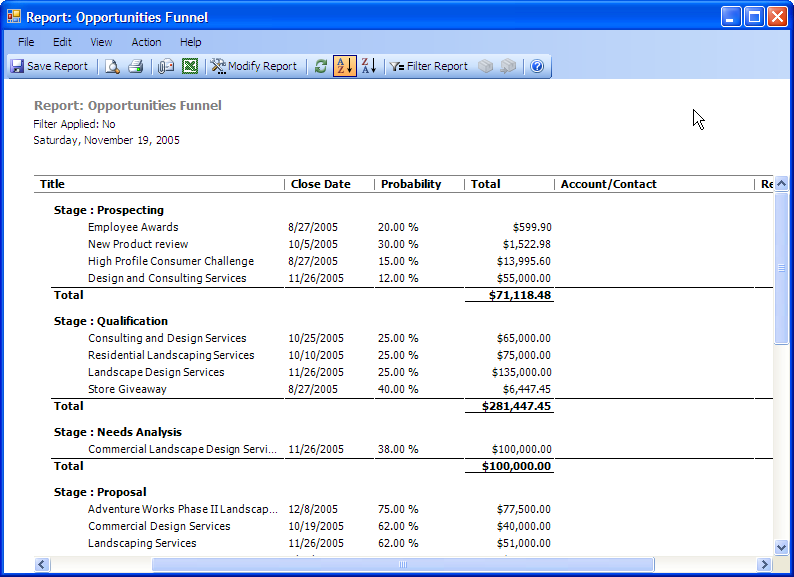 Report: Opportunities Funnel
File Edit View Action Help
Save Report Modify Report A Z Z A Filter Report
Report: Opportunities Funnel
Filter Applied: No
Saturday, November 19, 2005
Title Close Date Probability Total Account/Contact Re
Stage : Prospecting
Employee Awards 8/27/2005 20.00 % $599.90
New Product review 10/5/2005 30.00 % $1,522.98
High Profile Consumer Challenge 8/27/2005 15.00 % $13,995.60
Design and Consulting Services 11/26/2005 12.00 % $55,000.00
Total $71,118.48
Stage : Qualification
Consulting and Design Services 10/25/2005 25.00 % $65,000.00
Residential Landscaping Services 10/10/2005 25.00 % $75,000.00
Landscape Design Services 11/26/2005 25.00 % $135,000.00
Store Giveaway 8/27/2005 40.00 % $6,447.45
Total $281,447.45
Stage : Needs Analysis
Commercial Landscape Design Servi... 11/26/2005 38.00 % $100,000.00
Total $100,000.00
Stage : Proposal
Adventure Works Phase II Landscap... 12/8/2005 75.00 % $77,500.00
Commercial Design Services 10/19/2005 62.00 % $40,000.00
Landscaping Services 11/26/2005 62.00 % $51,000.00